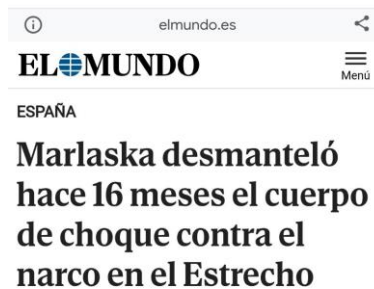 elmundo.es
EL MUNDO
Menú
ESPAÑA
Marlaska desmanteló
hace 16 meses el cuerpo
de choque contra el
narco en el Estrecho